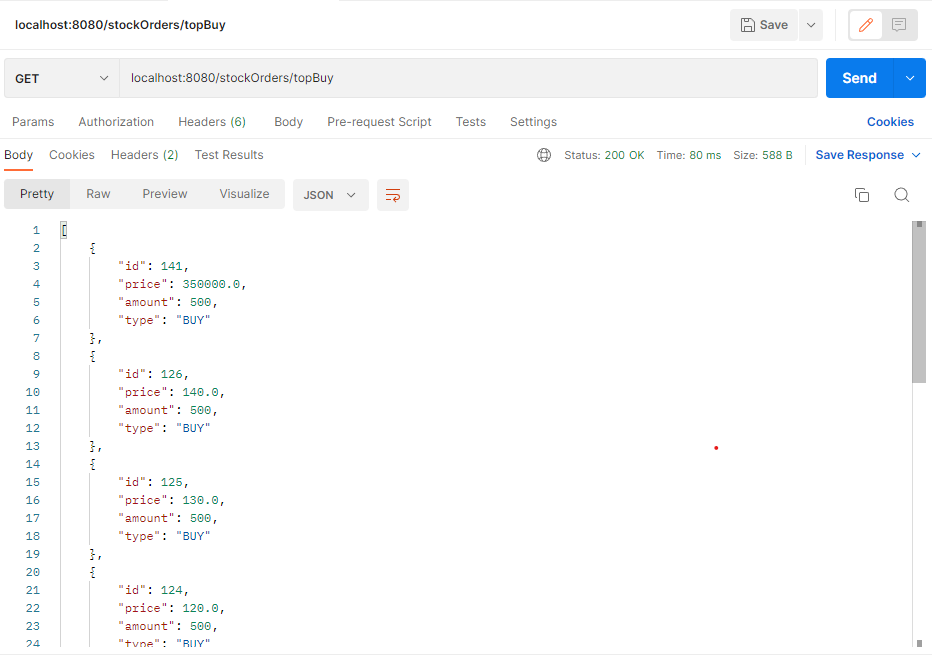 localhost:8080/stockOrders/topBuy
Save
GET
localhost:8080/stockOrders/topBuy
Send
Params Authorization Headers (6) Body Pre-request Script Tests Settings Cookies
Body Cookies Headers (2) Test Results Status: 200 OK Time: 80 ms Size: 588 B Save Response
Pretty Raw Preview Visualize JSON
1 [
2 {
3 "id": 141,
4 "price": 350000.0,
5 "amount": 500,
6 "type": "BUY"
7 },
8 {
9 "id": 126,
10 "price": 140.0,
11 "amount": 500,
12 "type": "BUY"
13 },
14 {
15 "id": 125,
16 "price": 130.0,
17 "amount": 500,
18 "type": "BUY"
19 },
20 {
21 "id": 124,
22 "price": 120.0,
23 "amount": 500,
24 "type": "BUY"